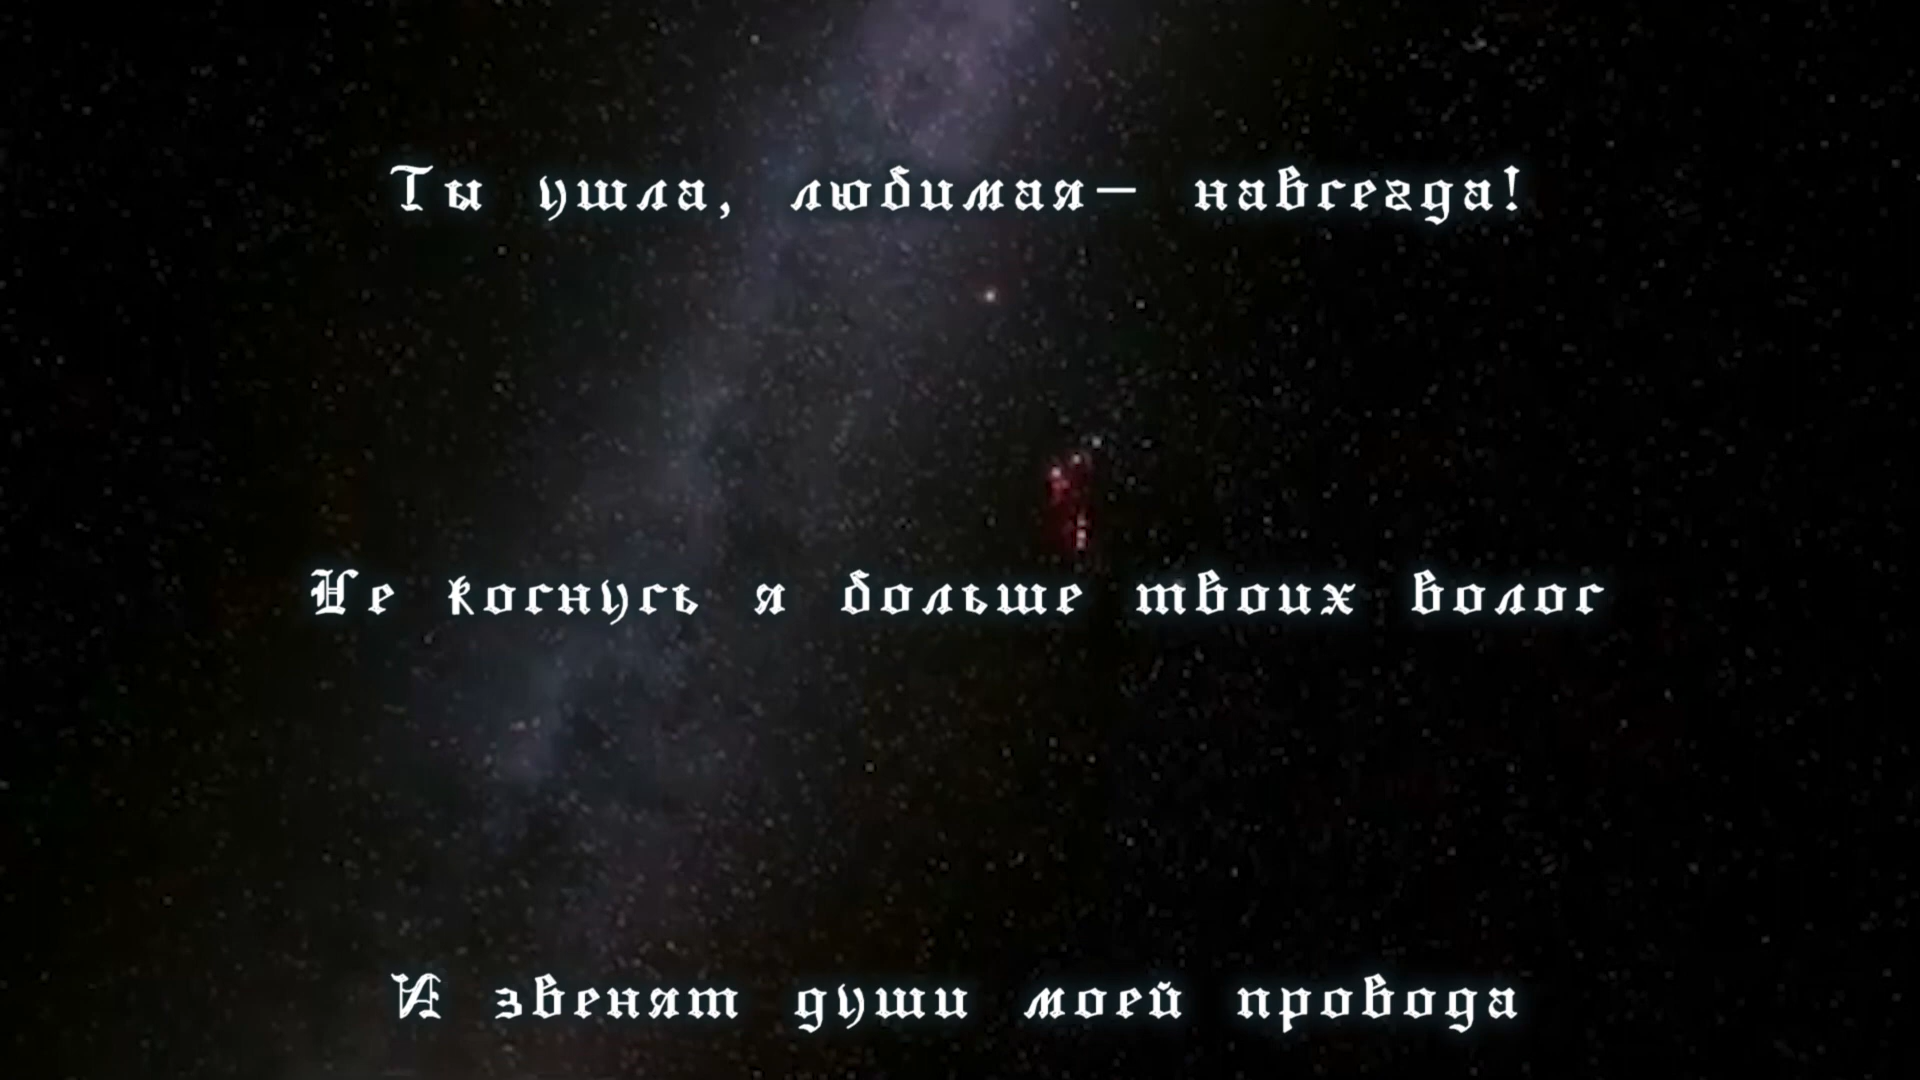 Ты ушла, любимая— навсегда!
Не коснусь я больше твоих волос
И звенят души моей провода